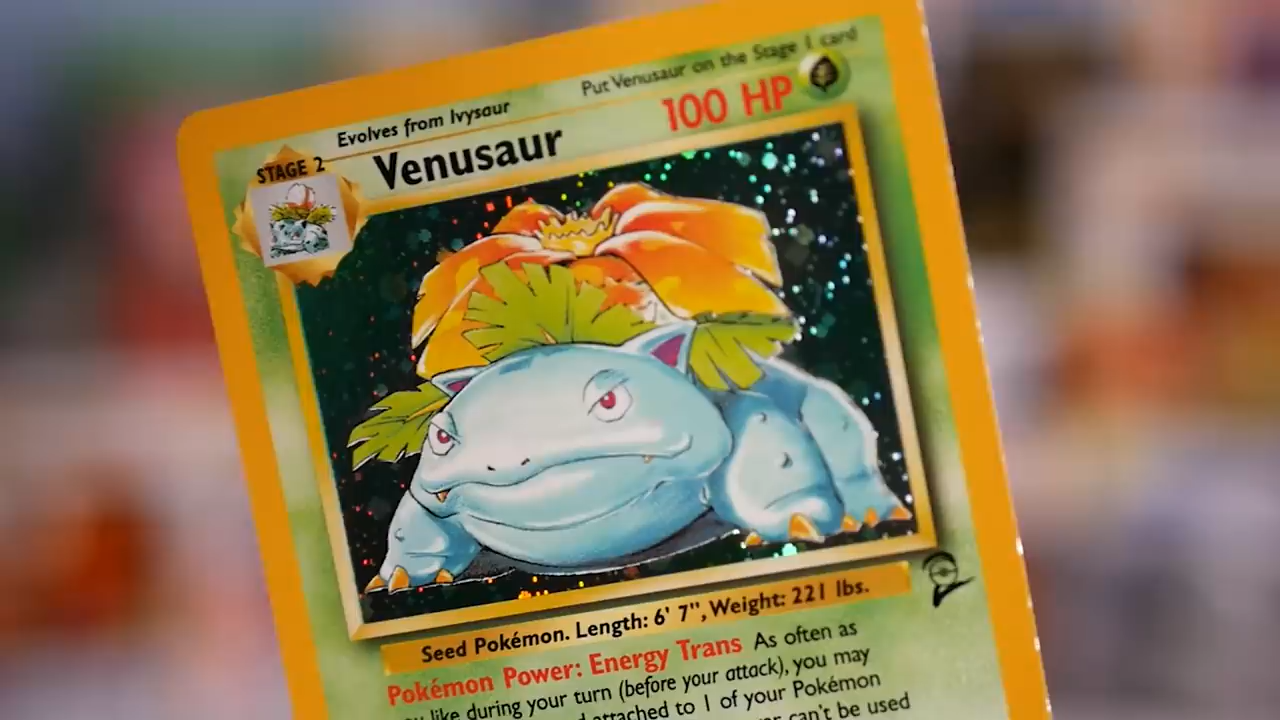 Put Venusaur on the Stage 1 card
Evolves from Ivysaur
STAGE 2
Venusaur
100 HP
Seed Pokémon. Length: 6' 7", Weight: 221 lbs.
Pokémon Power: Energy Trans As often as
like during your turn (before your attack), you may
attached to 1 of your Pokémon
can't be used